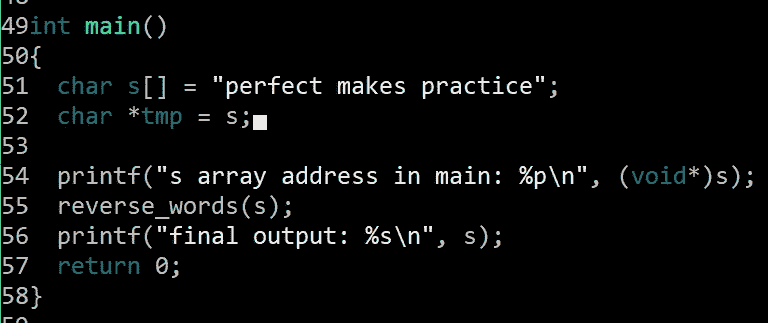 49int main()
50{
51  char s[] = "perfect makes practice";
52  char *tmp = s;
53
54  printf("s array address in main: %p\n", (void*)s);
55  reverse_words(s);
56  printf("final output: %s\n", s);
57  return 0;
58}